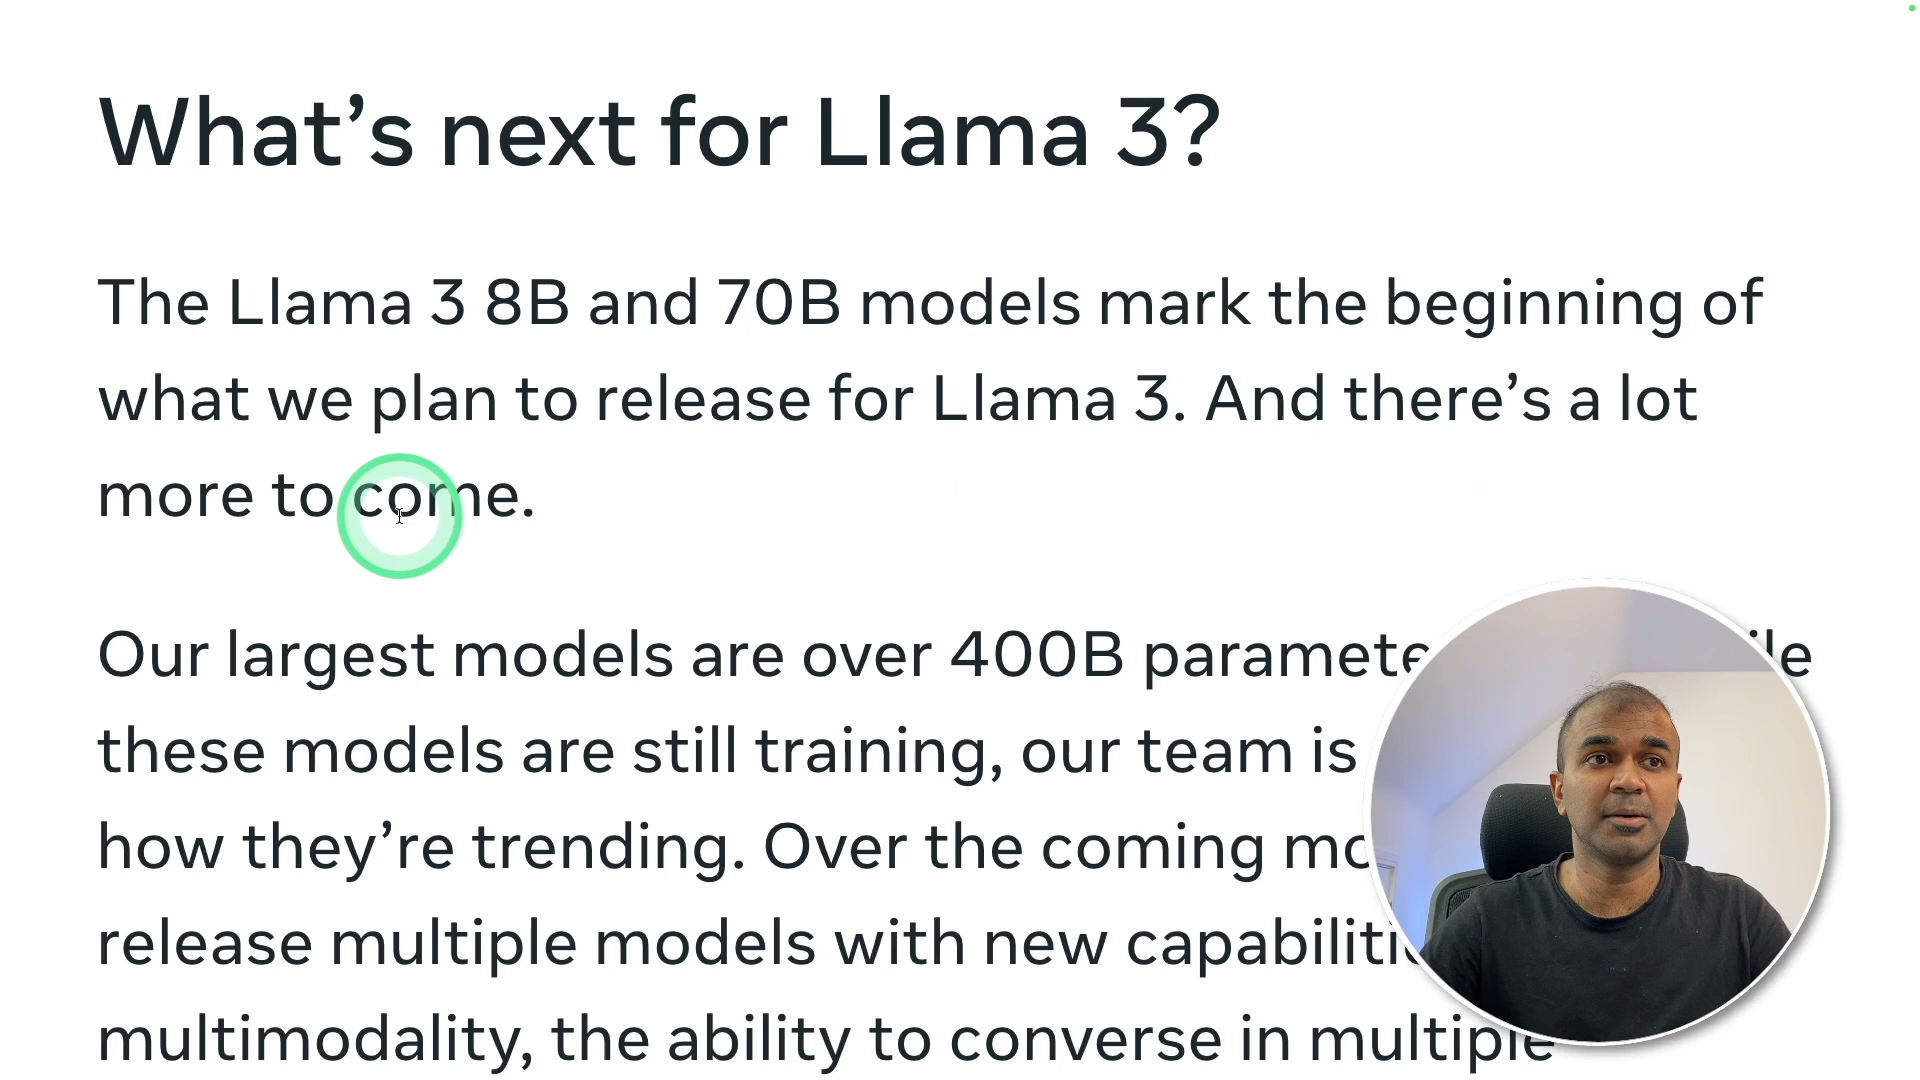 What’s next for Llama 3?
The Llama 3 8B and 70B models mark the beginning of
what we plan to release for Llama 3. And there’s a lot
more to come.
Our largest models are over 400B
these models are still training, our team is
how they’re trending. Over the coming
release multiple models with new
multimodality, the ability to converse in multiple